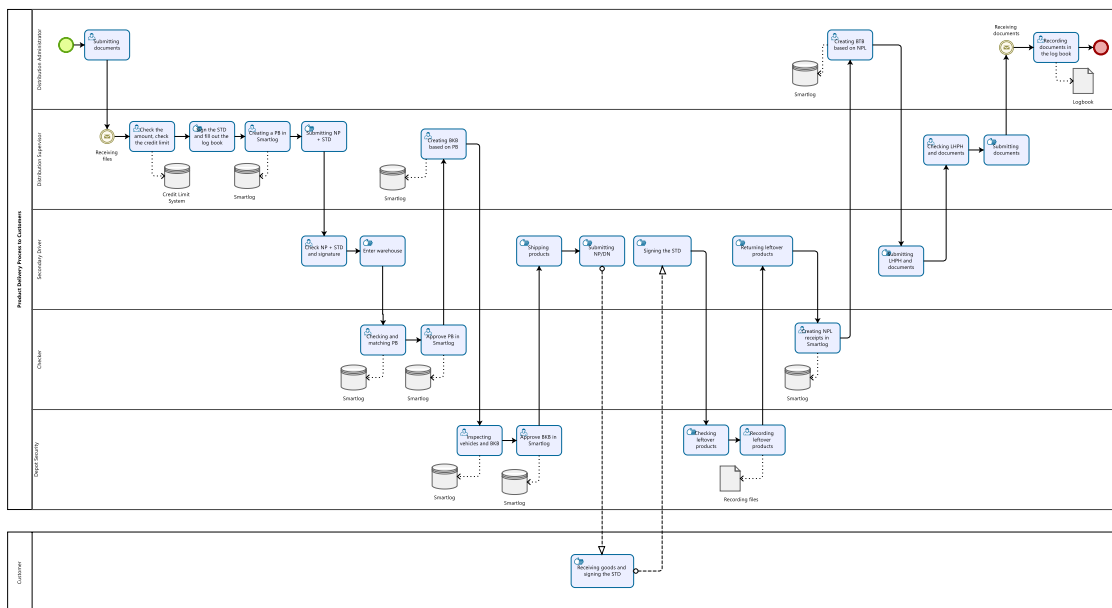 Product Delivery Process to Customers
Distribution Administrator
Submitting
documents
Smartlog
Creating BTB
based on NPL
Receiving
documents
Recording
documents in
the log book
Logbook
Distribution Supervisor
Receiving
files
Check the
amount, check
the credit limit
Credit Limit
System
Sign the STD
and fill out the
log book
Creating a PB in
Smartlog
Smartlog
Submitting NP
+ STD
Creating BKB
based on PB
Smartlog
Checking LHPH
and documents
Submitting
documents
Secondary Driver
Check NP + STD
and signature
Enter warehouse
Shipping
products
Submitting
NP/DN
Signing the STD
Returning leftover
products
Submitting
LHPH and
documents
Checker
Checking and
matching PB
Smartlog
Approve PB in
Smartlog
Smartlog
Creating NPL
receipts in
Smartlog
Smartlog
Depot Security
Inspecting
vehicles and BKB
Smartlog
Approve BKB in
Smartlog
Smartlog
Checking
leftover
products
Recording
leftover
products
Recording files
Customer
Receiving goods and
signing the STD